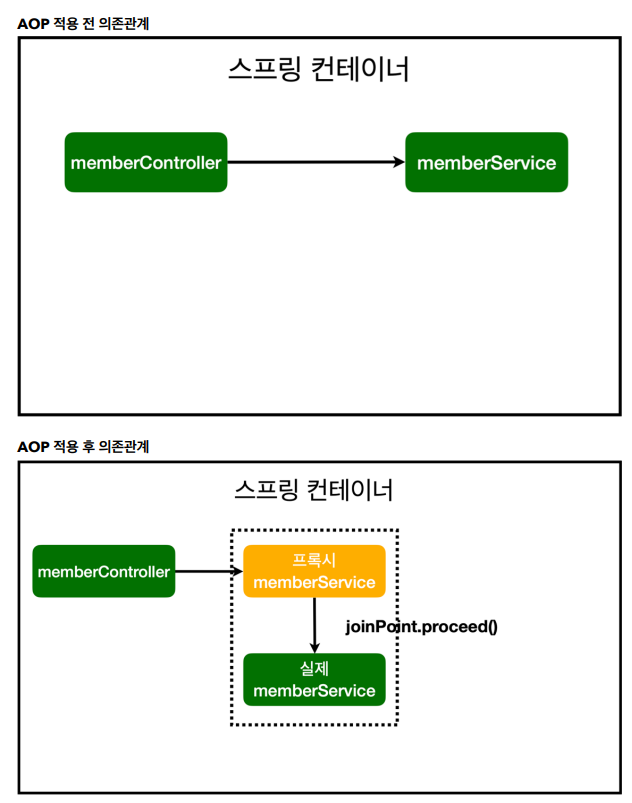 AOP 적용 전 의존관계
스프링 컨테이너
memberController
memberService
AOP 적용 후 의존관계
스프링 컨테이너
memberController
프록시
memberService
joinPoint.proceed()
실제
memberService